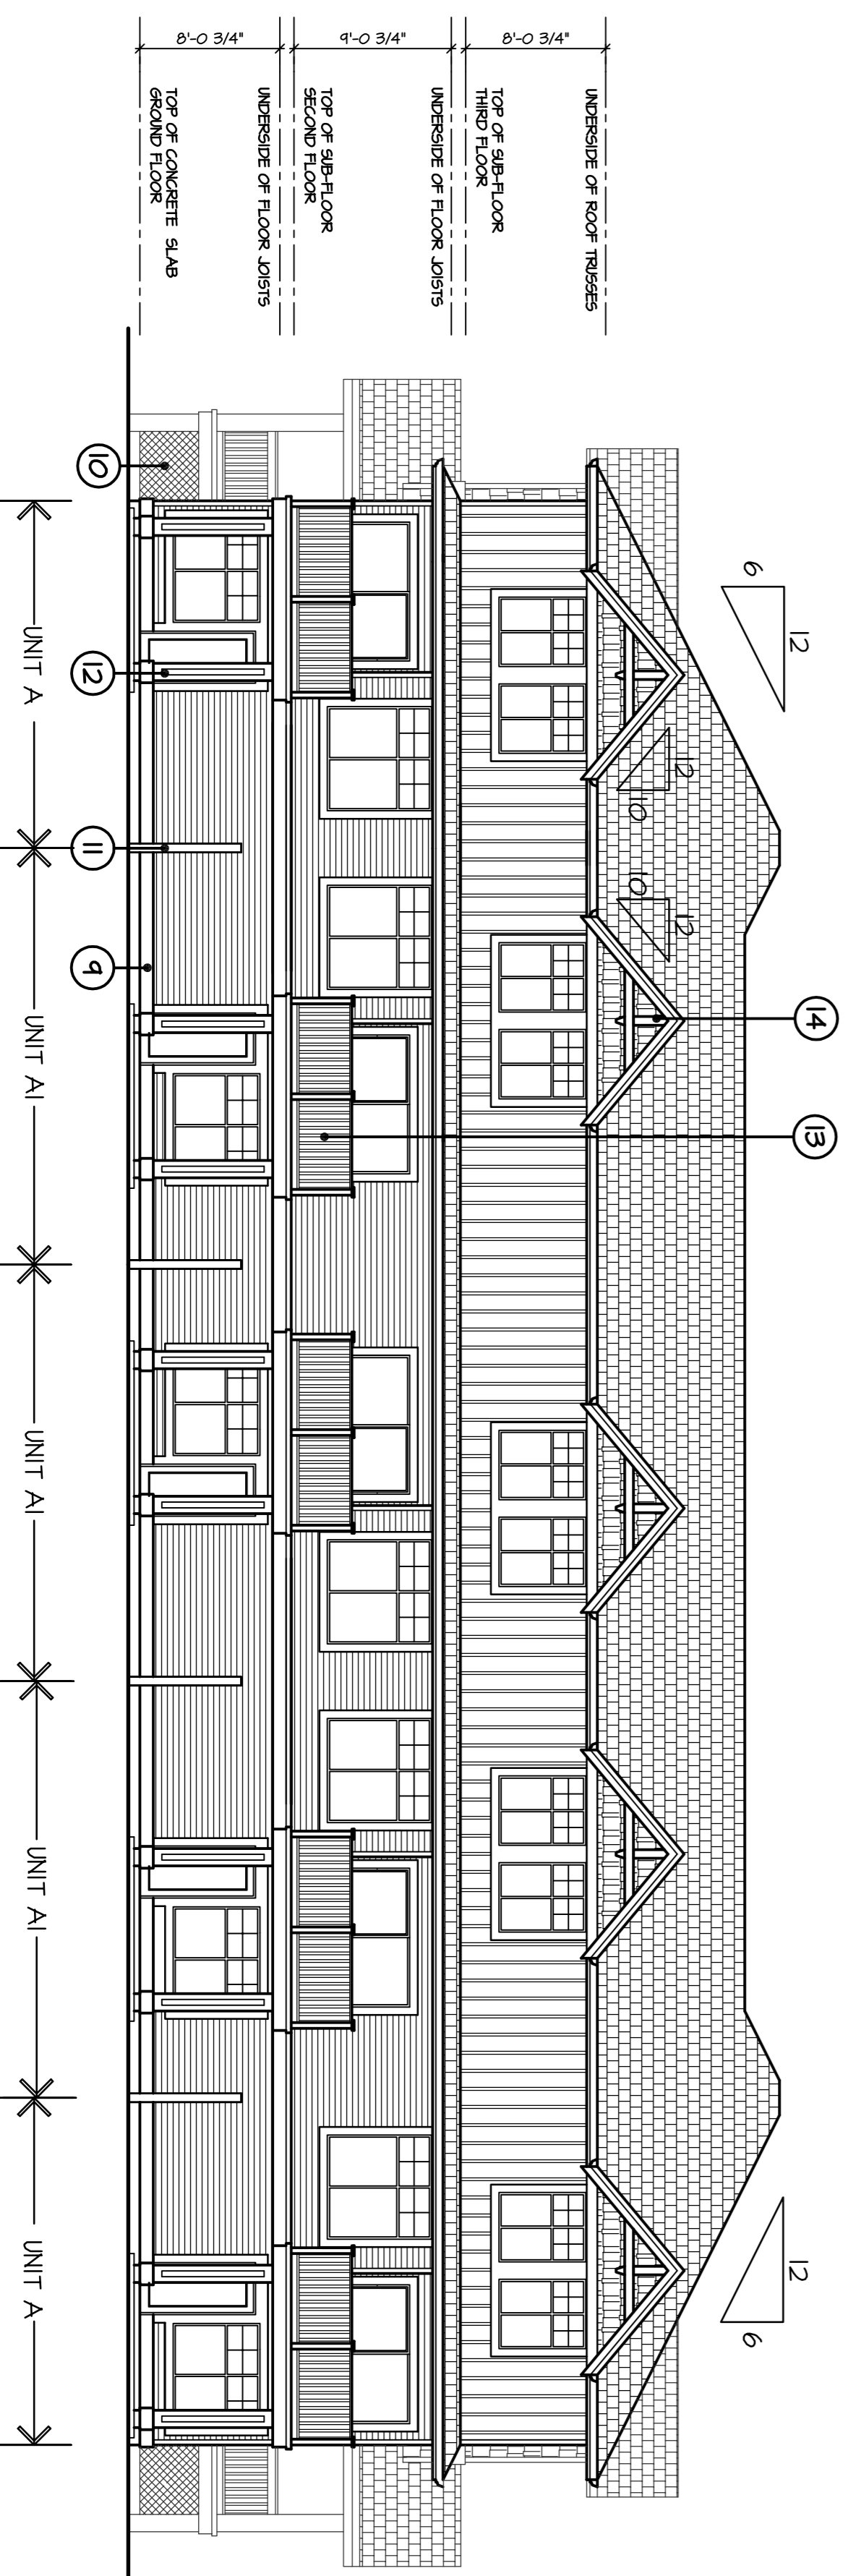 UNDERSIDE OF ROOF TRUSSES
8'-0 3/4"
TOP OF SUB-FLOOR
THIRD FLOOR
UNDERSIDE OF FLOOR JOISTS
9'-0 3/4"
TOP OF SUB-FLOOR
SECOND FLOOR
UNDERSIDE OF FLOOR JOISTS
8'-0 3/4"
TOP OF CONCRETE SLAB
GROUND FLOOR
12
6
12
10
12
10
14
13
12
6
10
12
11
9
UNIT A
UNIT A1
UNIT A1
UNIT A1
UNIT A